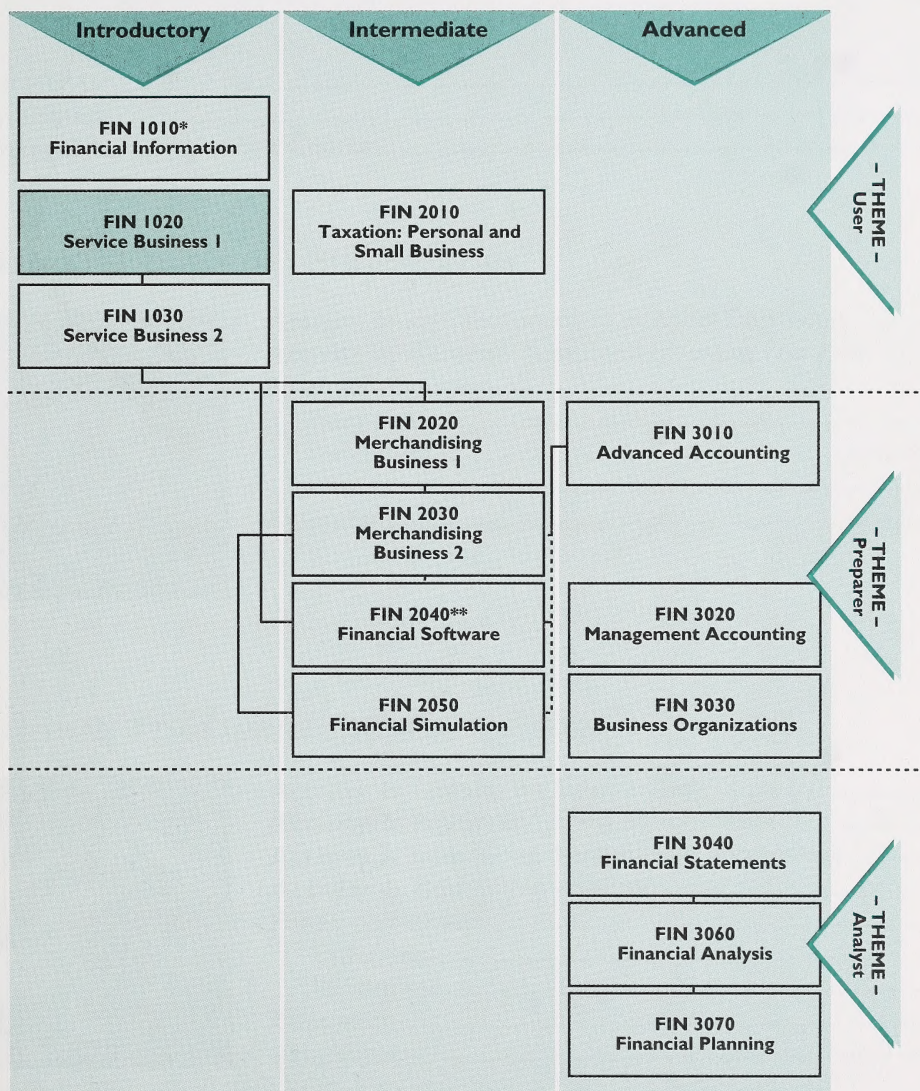 Introductory
Intermediate
Advanced
FIN 1010*
Financial Information
FIN 1020
Service Business 1
FIN 1030
Service Business 2
FIN 2010
Taxation: Personal and
Small Business
– THEME –
User
FIN 2020
Merchandising
Business 1
FIN 2030
Merchandising
Business 2
FIN 2040**
Financial Software
FIN 2050
Financial Simulation
FIN 3010
Advanced Accounting
FIN 3020
Management Accounting
FIN 3030
Business Organizations
– THEME –
Preparer
FIN 3040
Financial Statements
FIN 3060
Financial Analysis
FIN 3070
Financial Planning
– THEME –
Analyst